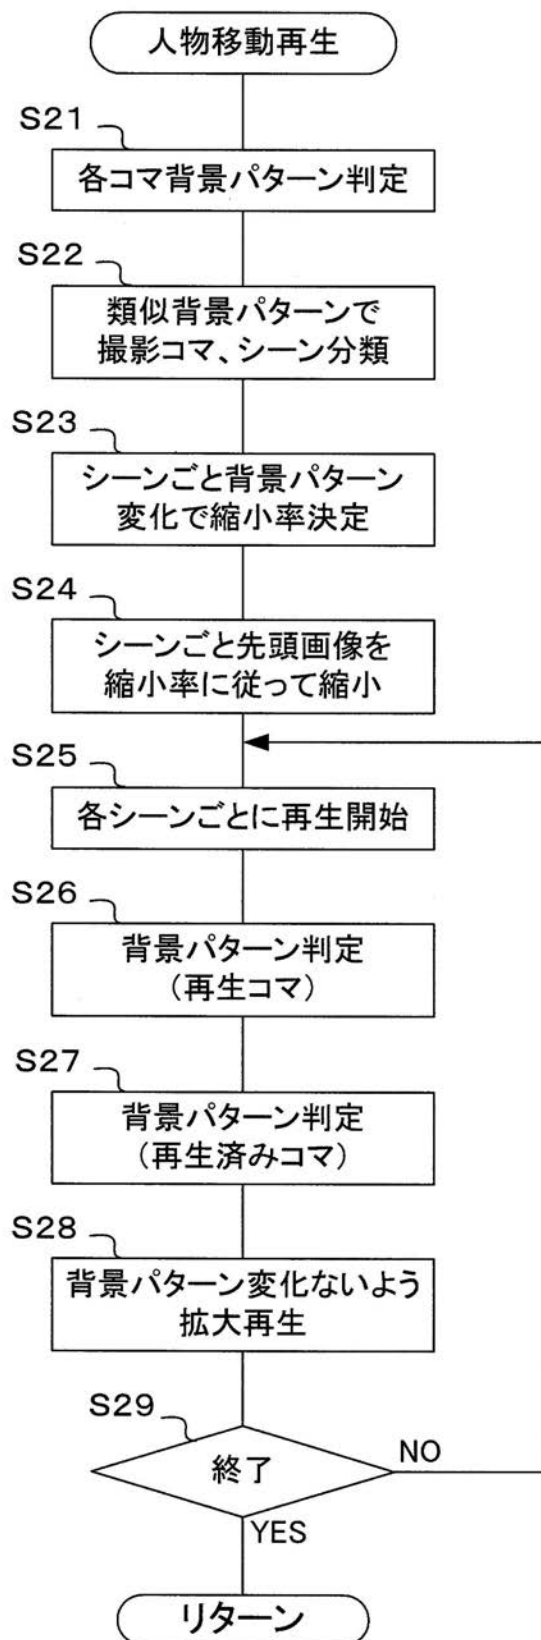 人物移動再生
S21
各コマ背景パターン判定
S22
類似背景パターンで
撮影コマ、シーン分類
S23
シーンごと背景パターン
変化で縮小率決定
S24
シーンごと先頭画像を
縮小率に従って縮小
S25
各シーンごとに再生開始
S26
背景パターン判定
(再生コマ)
S27
背景パターン判定
(再生済みコマ)
S28
背景パターン変化ないよう
拡大再生
S29
終了
NO
YES
リターン